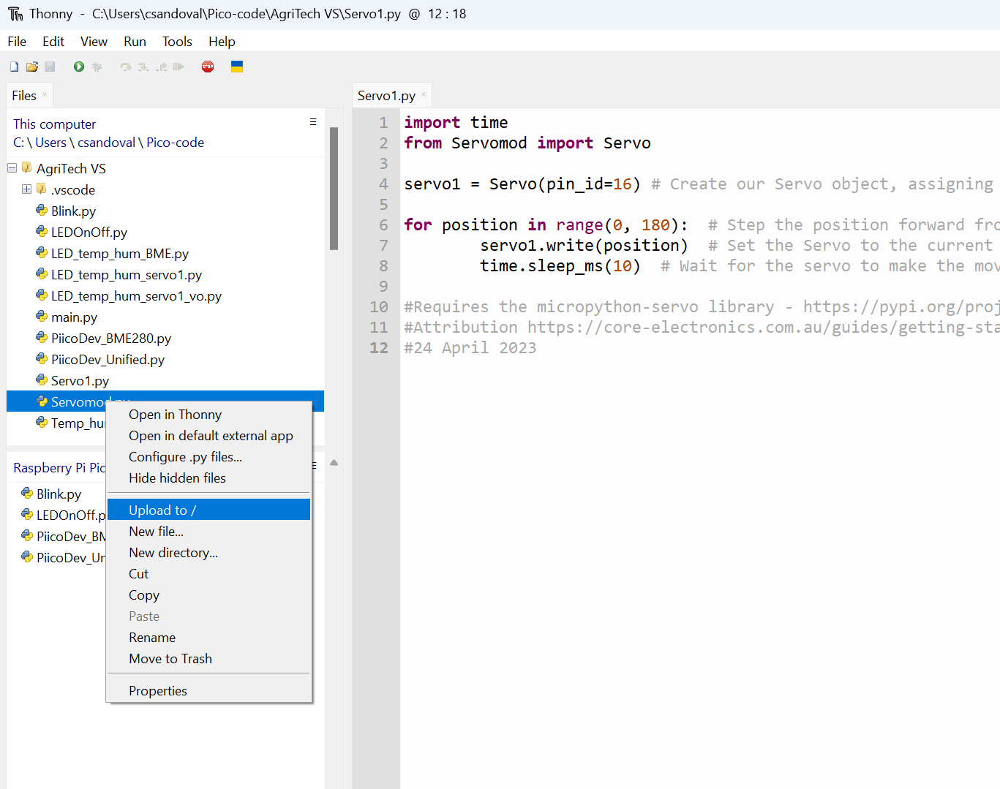 Thonny - C:\Users\csandoval\Pico-code\AgriTech VS\Servo1.py @ 12 : 18
File Edit View Run Tools Help
STOP
Files
This computer
C: \ Users \ csandoval \ Pico-code
AgriTech VS
.vscode
Blink.py
LEDOnOff.py
LED_temp_hum_BME.py
LED_temp_hum_servo1.py
LED_temp_hum_servo1_vo.py
main.py
PiicoDev_BME280.py
PiicoDev_Unified.py
Servo1.py
Servomod.py
Temp_hu
Raspberry Pi Pic
Blink.py
LEDOnOff.p
PiicoDev_BM
PiicoDev_Un
Open in Thonny
Open in default external app
Configure .py files...
Hide hidden files
Upload to /
New file...
New directory...
Cut
Copy
Paste
Rename
Move to Trash
Properties
Servo1.py
1 import time
2 from Servomod import Servo
3
4 servo1 = Servo(pin_id=16) # Create our Servo object, assigning
5
6 for position in range(0, 180):  # Step the position forward fro
7         servo1.write(position)  # Set the Servo to the current
8         time.sleep_ms(10)  # Wait for the servo to make the mov
9
10 #Requires the micropython-servo library - https://pypi.org/proj
11 #Attribution https://core-electronics.com.au/guides/getting-sta
12 #24 April 2023